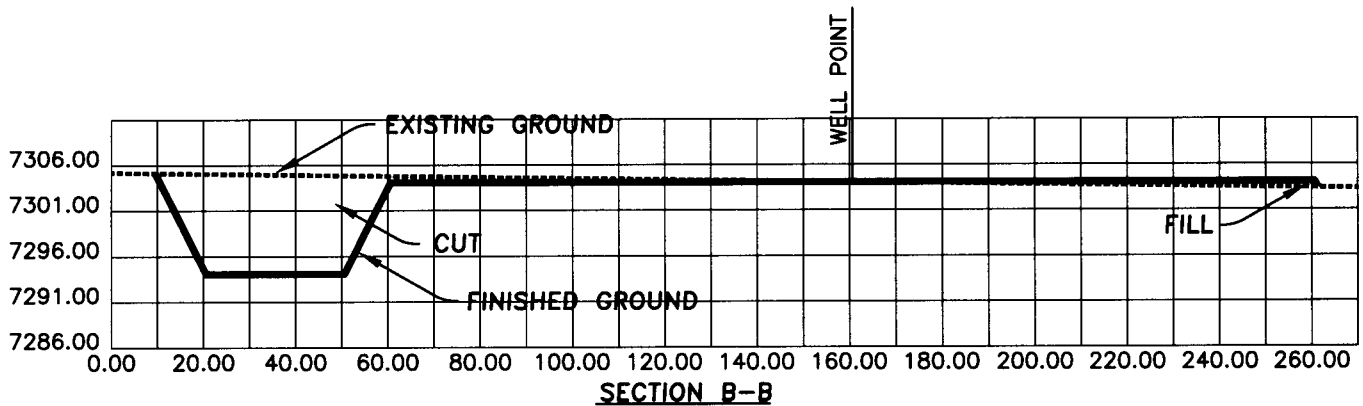 WELL POINT
EXISTING GROUND
7306.00
7301.00
FILL
CUT
7296.00
FINISHED GROUND
7291.00
7286.00
0.00 20.00 40.00 60.00 80.00 100.00 120.00 140.00 160.00 180.00 200.00 220.00 240.00 260.00
SECTION B-B